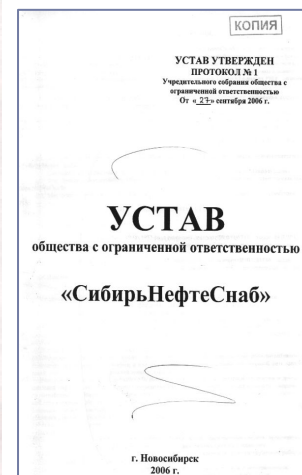 КОПИЯ
УСТАВ УТВЕРЖДЕН
ПРОТОКОЛ № 1
Учредительного собрания общества с
ограниченной ответственностью
От «27» сентября 2006 г.
УСТАВ
общества с ограниченной ответственностью
«СибирьНефтеСнаб»
г. Новосибирск
2006 г.